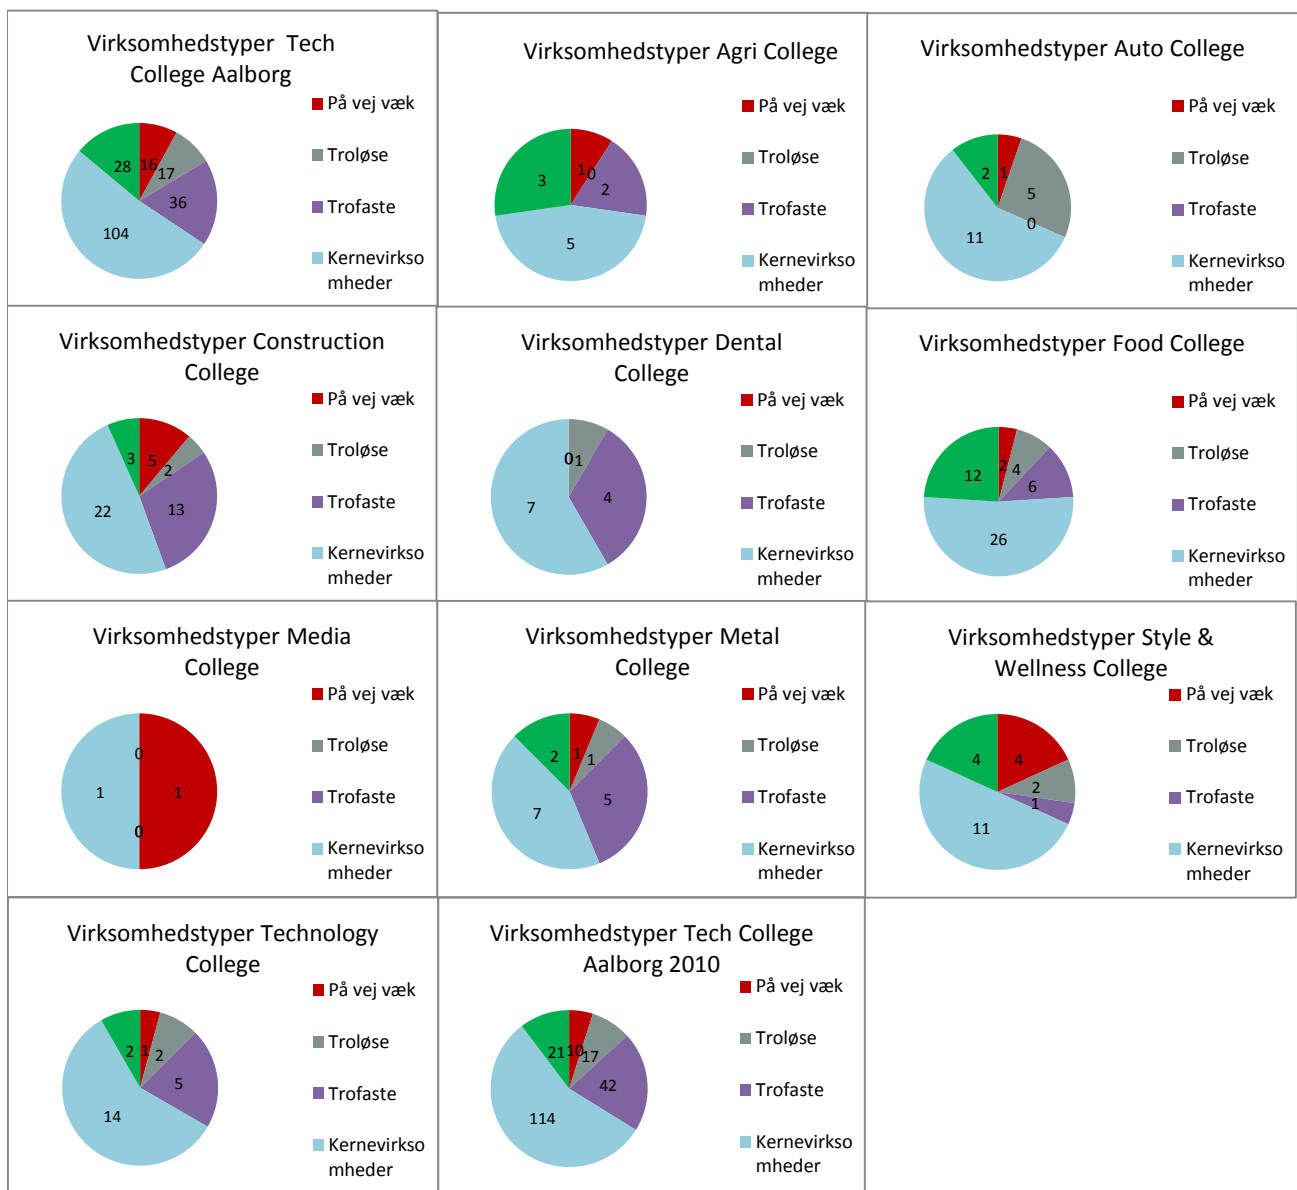 Virksomhedstyper  Tech
College Aalborg
På vej væk
Troløse
Trofaste
Kernevirkso
mheder
28
16
17
36
104
Virksomhedstyper Agri College
På vej væk
Troløse
Trofaste
Kernevirkso
mheder
3
1
0
2
5
Virksomhedstyper Auto College
På vej væk
Troløse
Trofaste
Kernevirkso
mheder
2
1
5
0
11
Virksomhedstyper Construction
College
På vej væk
Troløse
Trofaste
Kernevirkso
mheder
3
5
2
13
22
Virksomhedstyper Dental
College
På vej væk
Troløse
Trofaste
Kernevirkso
mheder
0
0
1
4
7
Virksomhedstyper Food College
På vej væk
Troløse
Trofaste
Kernevirkso
mheder
12
2
4
6
26
Virksomhedstyper Media
College
På vej væk
Troløse
Trofaste
Kernevirkso
mheder
0
1
1
0
0
Virksomhedstyper Metal
College
På vej væk
Troløse
Trofaste
Kernevirkso
mheder
2
1
1
5
7
Virksomhedstyper Style &
Wellness College
På vej væk
Troløse
Trofaste
Kernevirkso
mheder
4
4
2
1
11
Virksomhedstyper Technology
College
På vej væk
Troløse
Trofaste
Kernevirkso
mheder
2
1
2
5
14
Virksomhedstyper Tech College
Aalborg 2010
På vej væk
Troløse
Trofaste
Kernevirkso
mheder
21
10
17
42
114